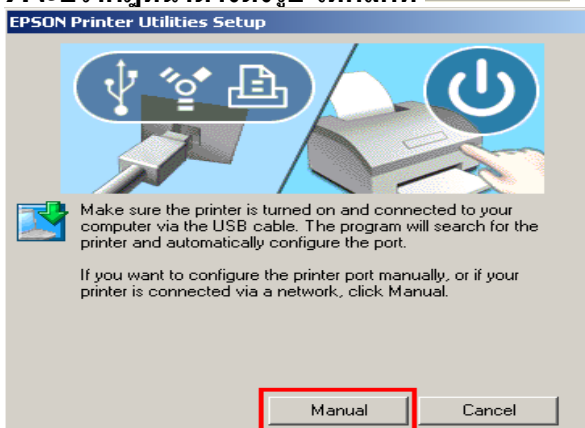 EPSON Printer Utilities Setup
Make sure the printer is turned on and connected to your
computer via the USB cable. The program will search for the
printer and automatically configure the port.
If you want to configure the printer port manually, or if your
printer is connected via a network, click Manual.
Manual
Cancel